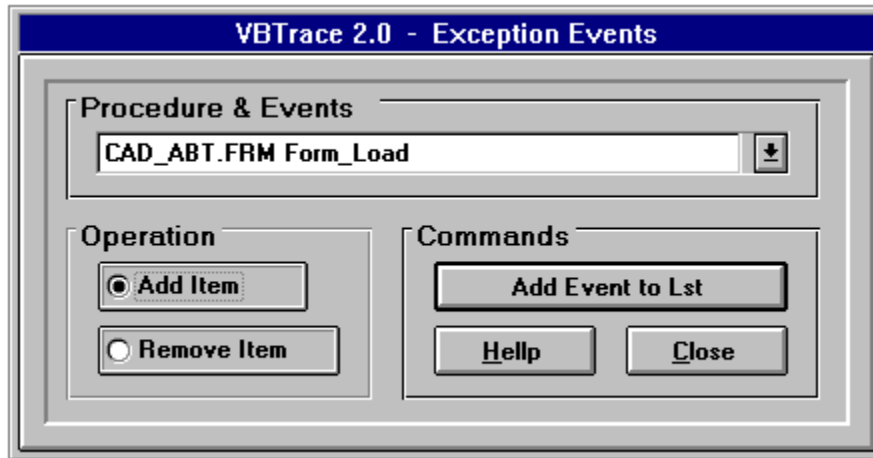 VBTrace 2.0 - Exception Events
Procedure & Events
CAD_ABT.FRM Form_Load
Operation
Add Item
Remove Item
Commands
Add Event to Lst
Hellp
Close